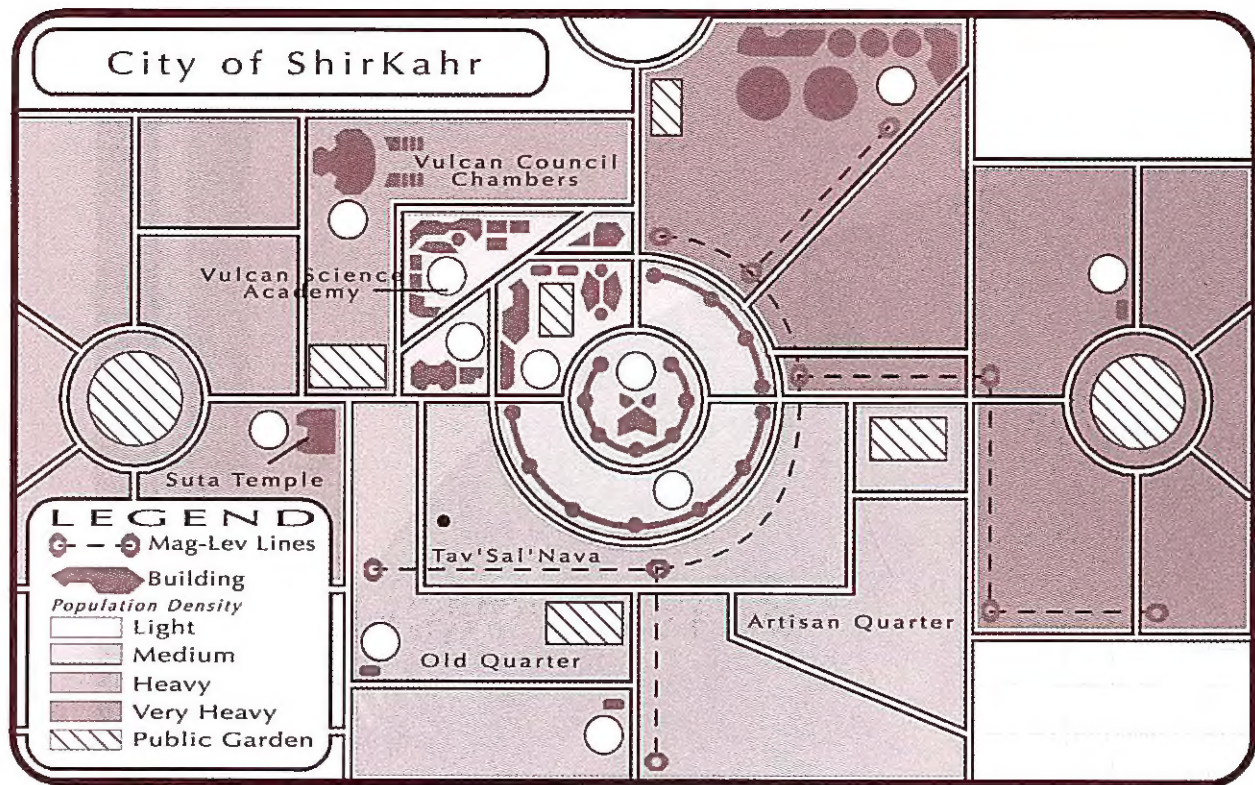 City of ShirKahr
Vulcan Council
Chambers
Vulcan Science
Academy
Suta Temple
Tav'Sal'Nava
Artisan Quarter
Old Quarter
LEGEND
Mag-Lev Lines
Building
Population Density
Light
Medium
Heavy
Very Heavy
Public Garden